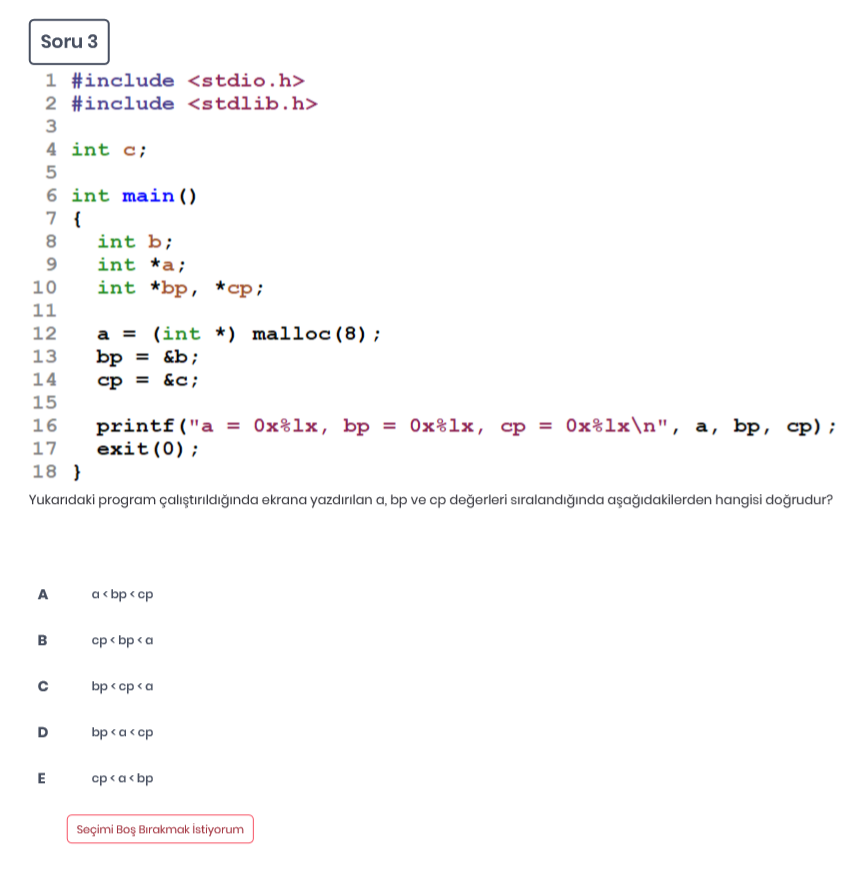 Soru 3
1 #include <stdio.h>
2 #include <stdlib.h>
3
4 int c;
5
6 int main()
7 {
8   int b;
9   int *a;
10   int *bp, *cp;
11
12   a = (int *) malloc(8);
13   bp = &b;
14   cp = &c;
15
16   printf("a = 0x%lx, bp = 0x%lx, cp = 0x%lx\n", a, bp, cp);
17   exit(0);
18 }
Yukarıdaki program çalıştırıldığında ekrana yazdırılan a, bp ve cp değerleri sıralandığında aşağıdakilerden hangisi doğrudur?
A a < bp < cp
B cp < bp < a
C bp < cp < a
D bp < a < cp
E cp < a < bp
Seçimi Boş Bırakmak İstiyorum